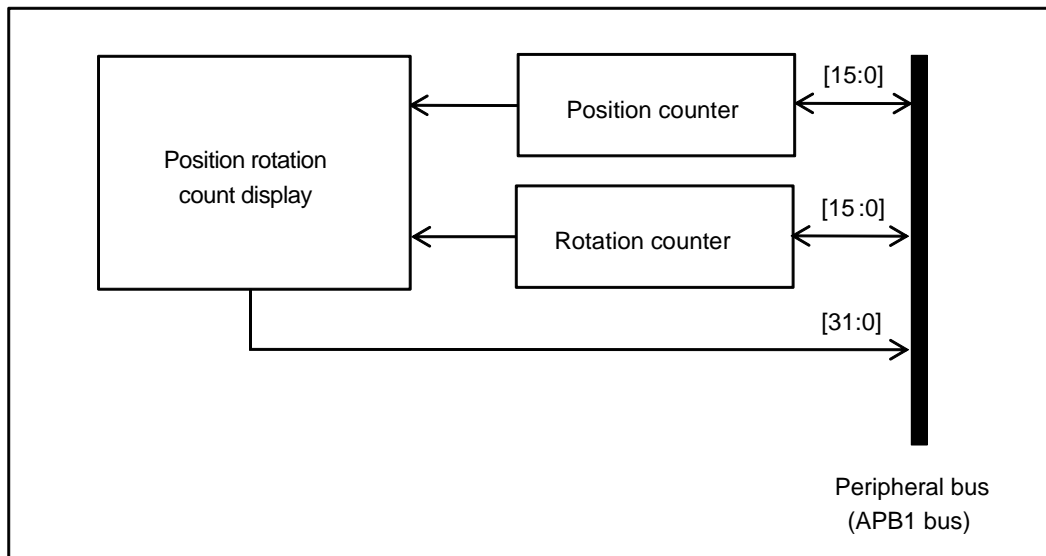 [15:0]
Position counter
Position rotation
count display
[15:0]
Rotation counter
[31:0]
Peripheral bus
(APB1 bus)